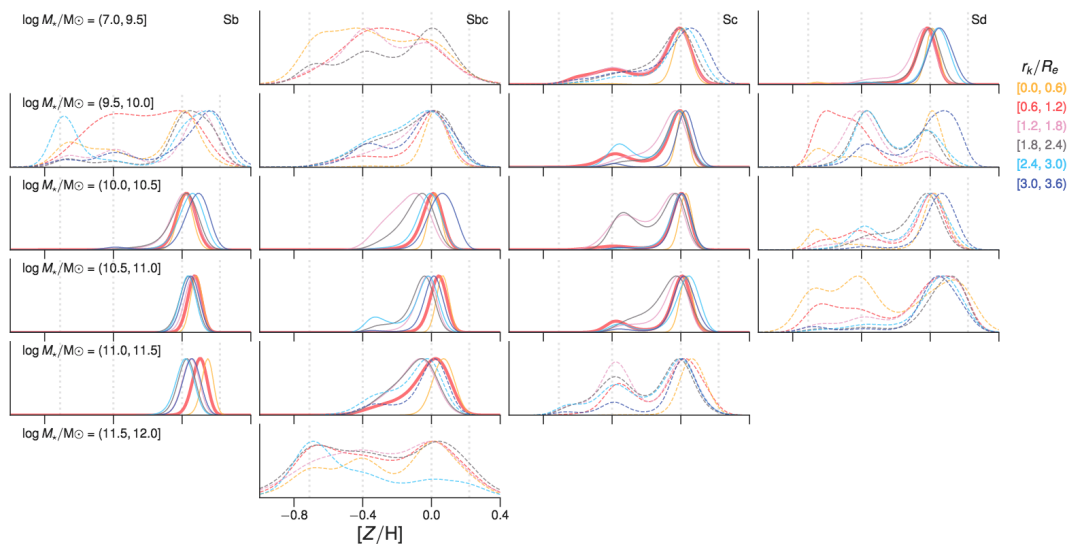 log M*/M⊙ = (7.0, 9.5]
Sb
Sbc
Sc
Sd
rk/Re
[0.0, 0.6)
[0.6, 1.2)
[1.2, 1.8)
[1.8, 2.4)
[2.4, 3.0)
[3.0, 3.6)
log M*/M⊙ = (9.5, 10.0]
log M*/M⊙ = (10.0, 10.5]
log M*/M⊙ = (10.5, 11.0]
log M*/M⊙ = (11.0, 11.5]
log M*/M⊙ = (11.5, 12.0]
−0.8 −0.4 0.0 0.4
[Z/H]